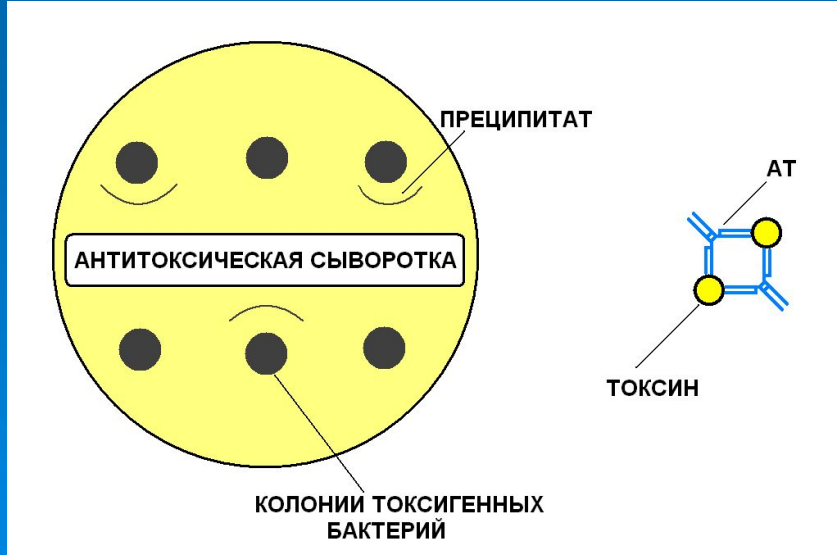 ПРЕЦИПИТАТ
АТ
АНТИТОКСИЧЕСКАЯ СЫВОРОТКА
ТОКСИН
КОЛОНИИ ТОКСИГЕННЫХ
БАКТЕРИЙ